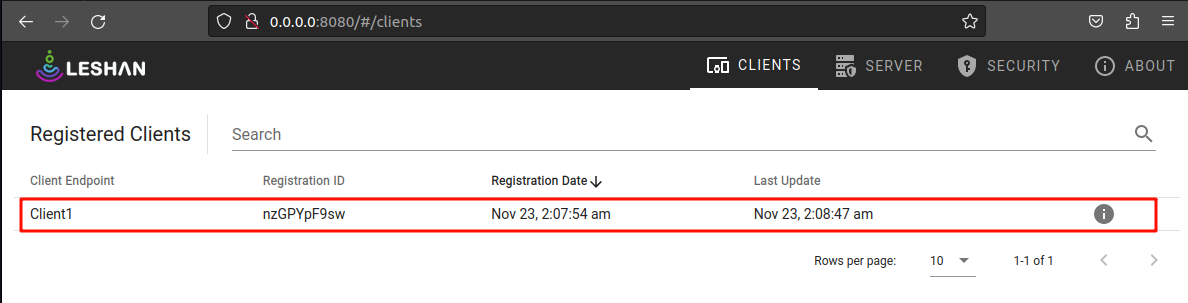 0.0.0.0:8080/#/clients
LESHAN CLIENTS SERVER SECURITY ABOUT
Registered Clients Search
Client Endpoint Registration ID Registration Date Last Update
Client1 nzGPYpF9sw Nov 23, 2:07:54 am Nov 23, 2:08:47 am
Rows per page: 10 1-1 of 1